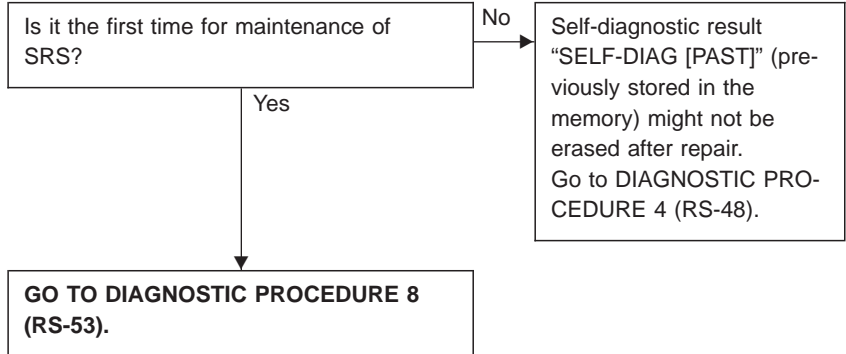 Is it the first time for maintenance of
SRS?
No
Self-diagnostic result
“SELF-DIAG [PAST]” (pre-
viously stored in the
memory) might not be
erased after repair.
Go to DIAGNOSTIC PRO-
CEDURE 4 (RS-48).
Yes
GO TO DIAGNOSTIC PROCEDURE 8
(RS-53).